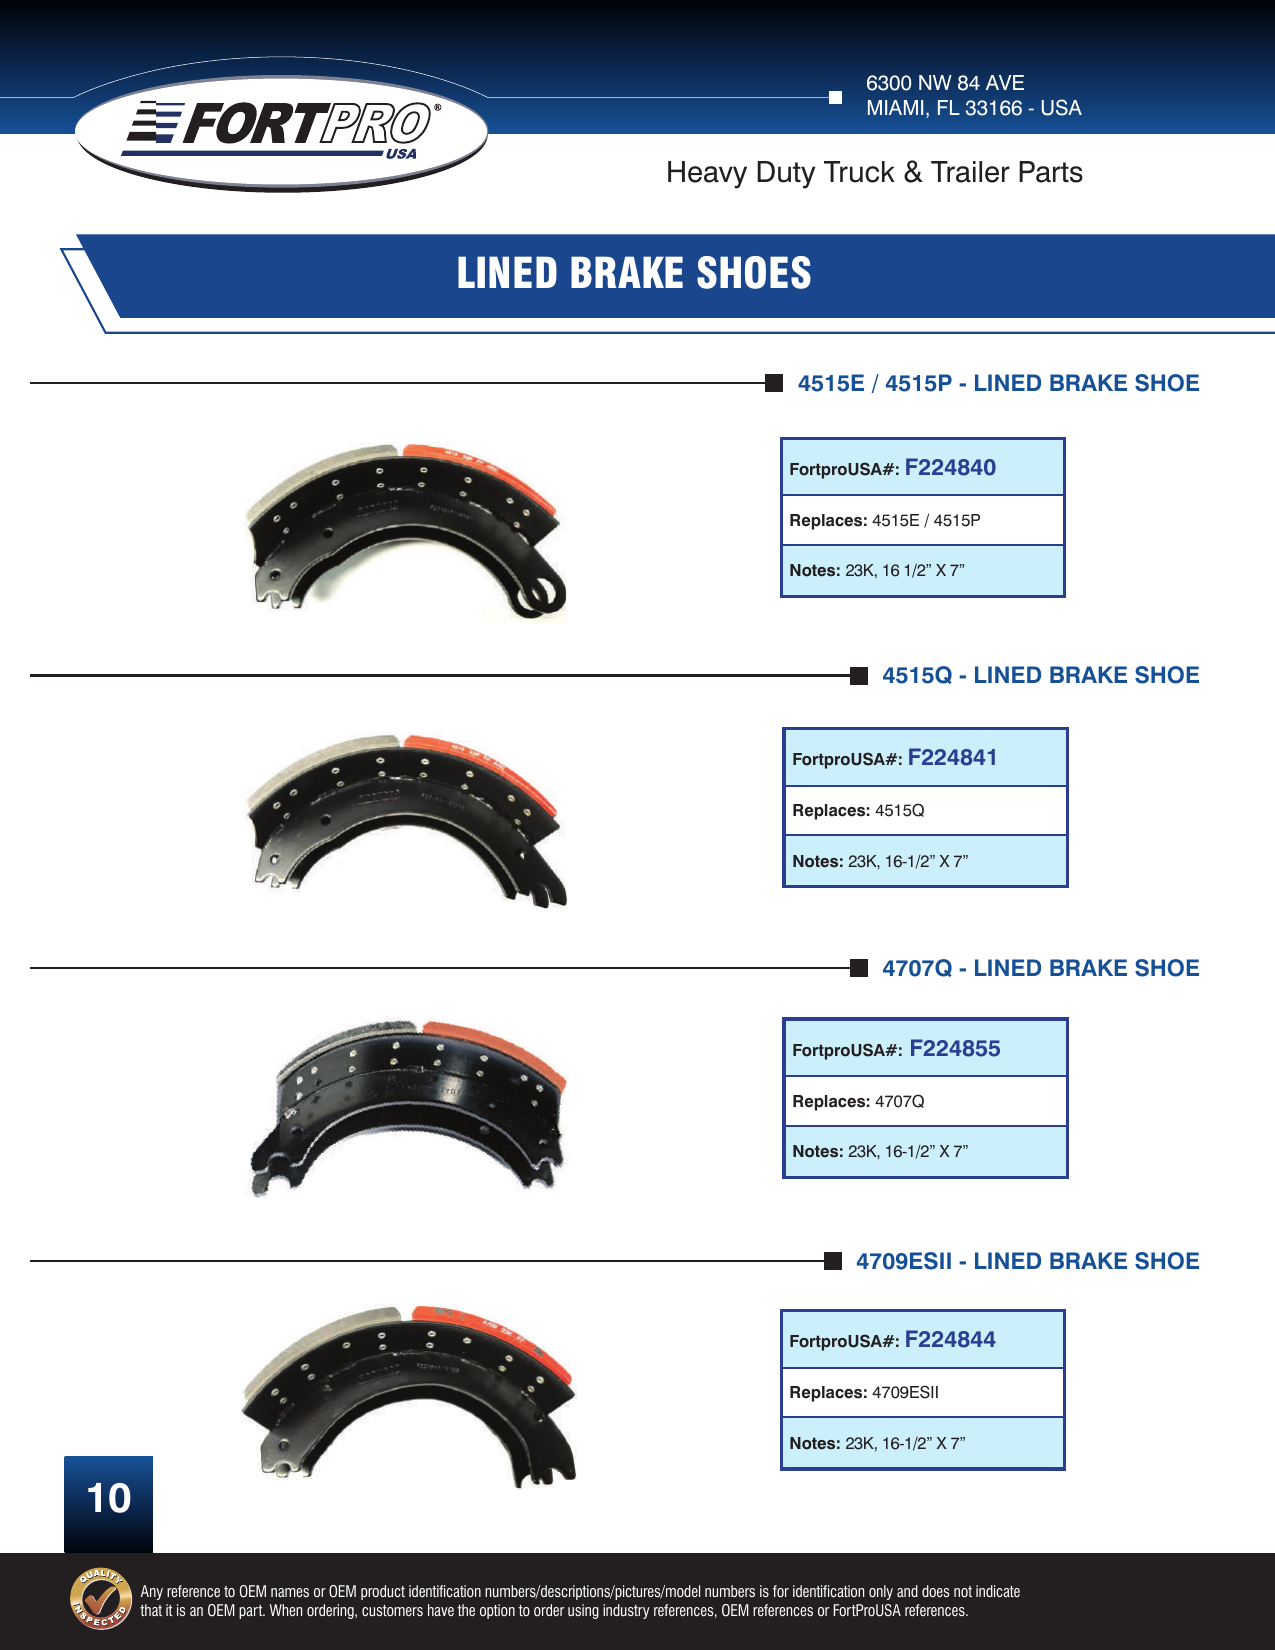 6300 NW 84 AVE
MIAMI, FL 33166 - USA
FORTPRO®
USA
Heavy Duty Truck & Trailer Parts
LINED BRAKE SHOES
4515E / 4515P - LINED BRAKE SHOE
FortproUSA#: F224840
Replaces: 4515E / 4515P
Notes: 23K, 16 1/2” X 7”
4515Q - LINED BRAKE SHOE
FortproUSA#: F224841
Replaces: 4515Q
Notes: 23K, 16-1/2” X 7”
4707Q - LINED BRAKE SHOE
FortproUSA#: F224855
Replaces: 4707Q
Notes: 23K, 16-1/2” X 7”
4709ESII - LINED BRAKE SHOE
FortproUSA#: F224844
Replaces: 4709ESII
Notes: 23K, 16-1/2” X 7”
10
QUALITY
INSPECTED
Any reference to OEM names or OEM product identification numbers/descriptions/pictures/model numbers is for identification only and does not indicate
that it is an OEM part. When ordering, customers have the option to order using industry references, OEM references or FortProUSA references.